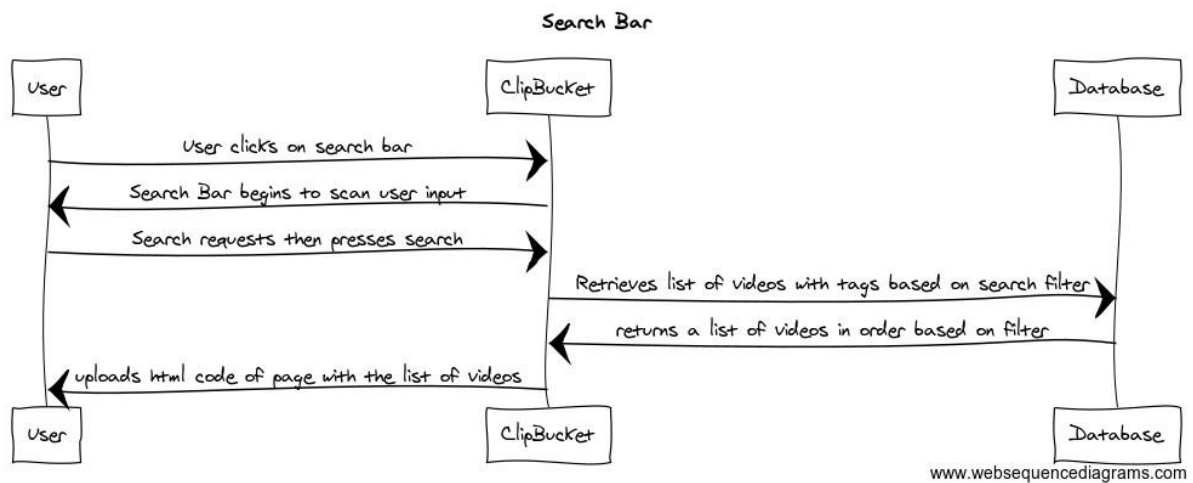 Search Bar
User
ClipBucket
Database
User clicks on search bar
Search Bar begins to scan user input
Search requests then presses search
Retrieves list of videos with tags based on search filter
returns a list of videos in order based on filter
uploads html code of page with the list of videos
User
ClipBucket
Database
www.websequencediagrams.com